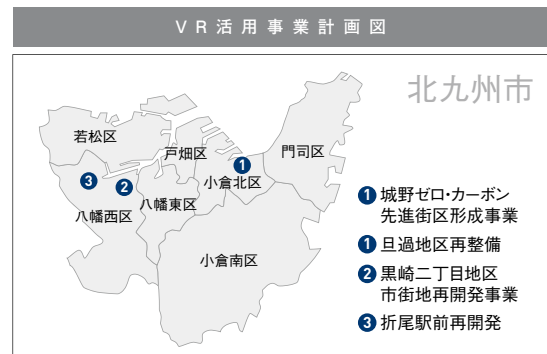 VR活用事業計画図
北九州市
若松区
戸畑区
門司区
1
3
2
小倉北区
八幡東区
八幡西区
小倉南区
1 城野ゼロ・カーボン
先進街区形成事業
1 旦過地区再整備
2 黒崎二丁目地区
市街地再開発事業
3 折尾駅前再開発